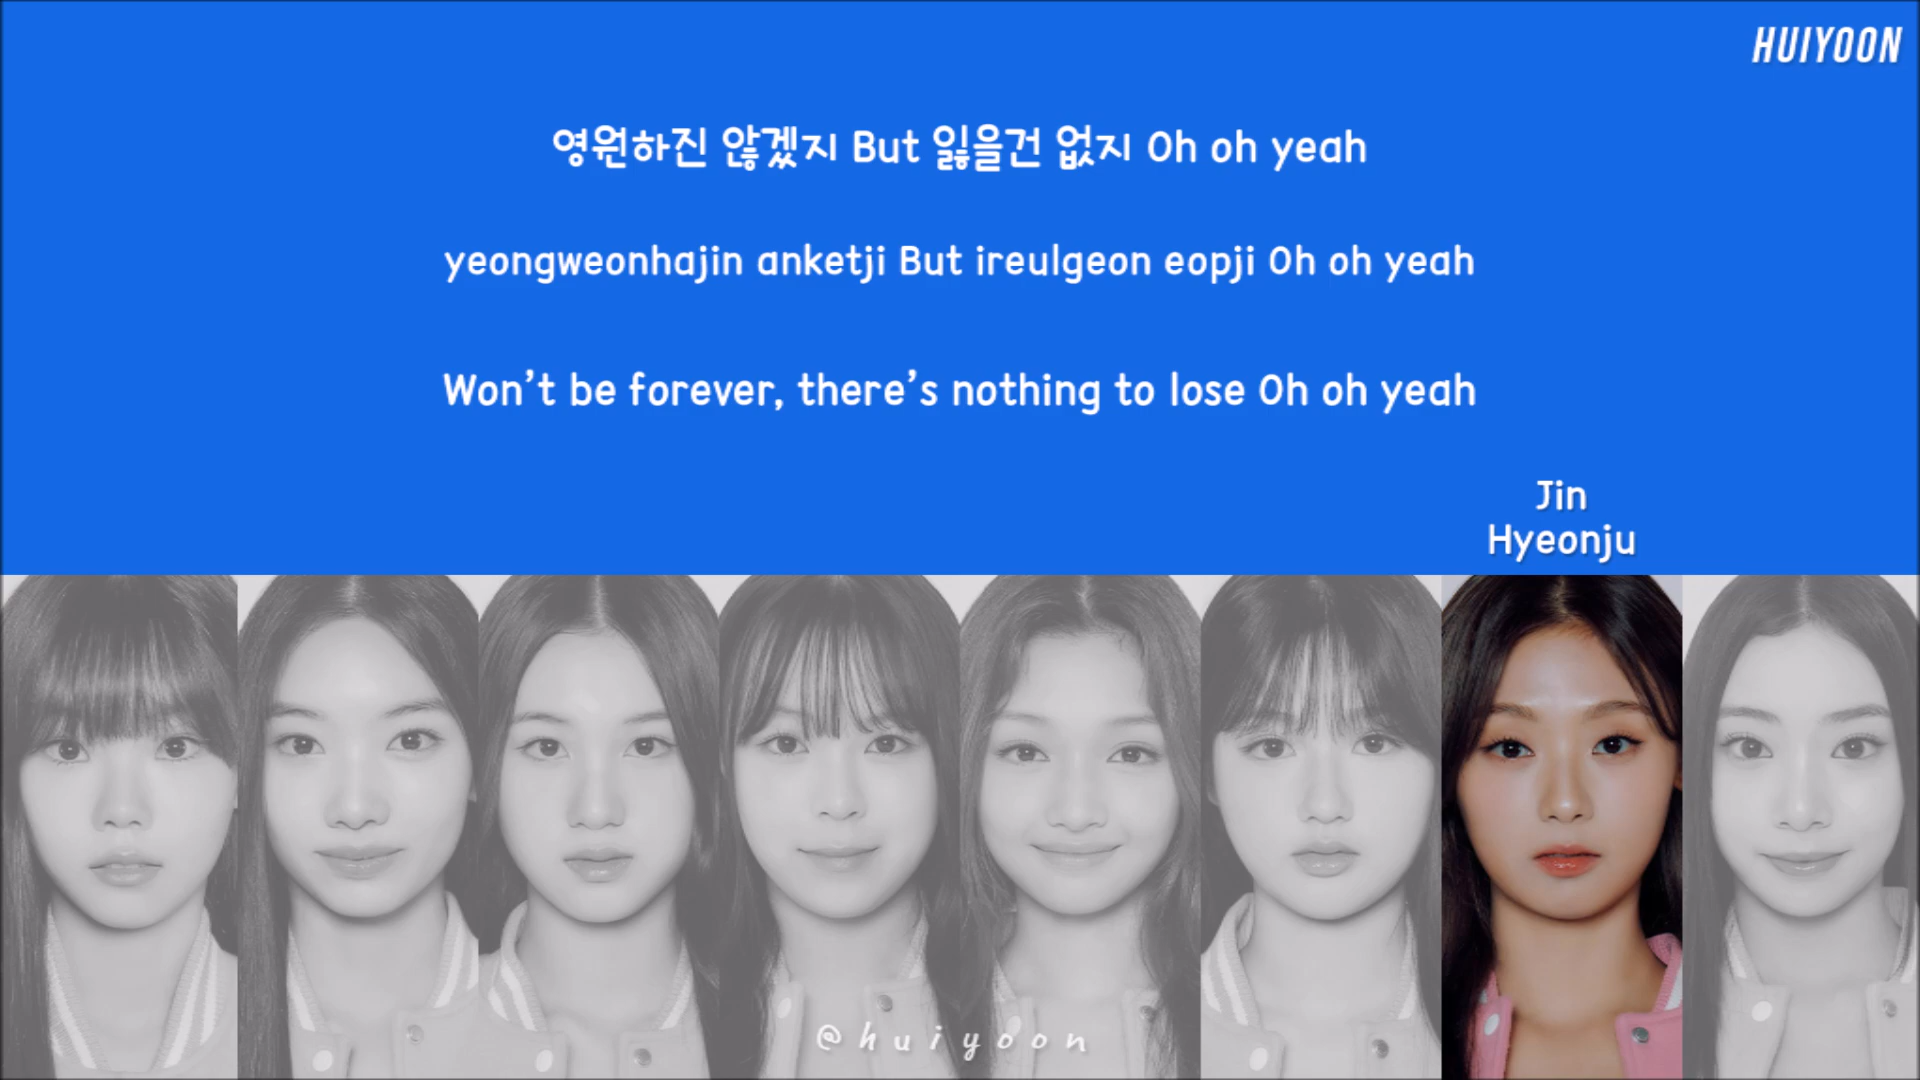 HUIYOON
영원하진 않겠지 But 잃을건 없지 Oh oh yeah
yeongweonhajin anketji But ireulgeon eopji Oh oh yeah
Won't be forever, there's nothing to lose Oh oh yeah
Jin
Hyeonju
@huiyoon